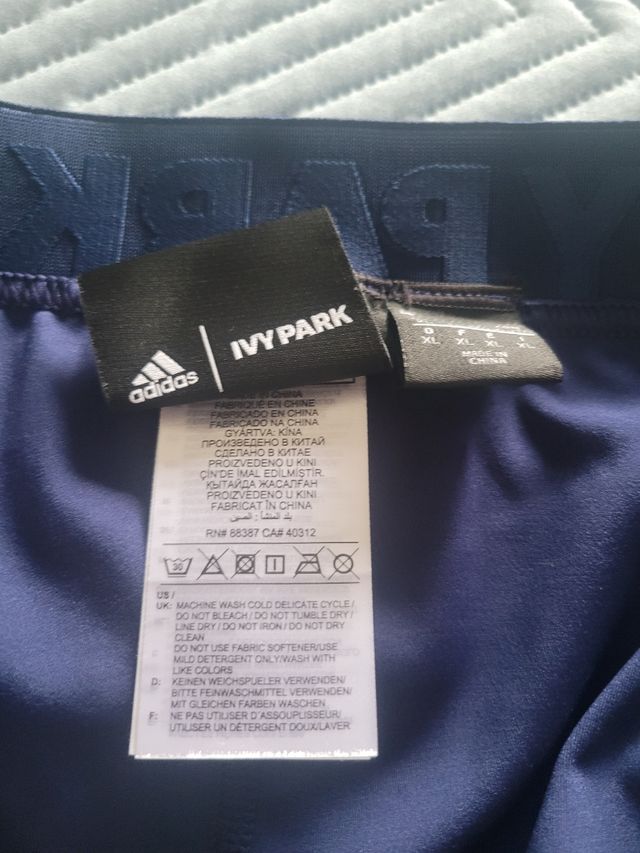 PARK
adidas
IVY PARK
D F E I
XL XL XL XL
MADE IN
CHINA
FABRIQUÉ EN CHINE
FABRICADO EN CHINA
FABRICADO NA CHINA
GYÁRTVA: KÍNA
ПРОИЗВЕДЕНО В КИТАЙ
СДЕЛАНО В КИТАЕ
PROIZVEDENO U KINI
ÇİN'DE İMAL EDİLMİŞTİR.
ҚЫТАЙДА ЖАСАЛҒАН
PROIZVEDENO U KINI
FABRICAT ÎN CHINA
بلد المنشأ : الصين
RN# 88387 CA# 40312
30
US /
UK: MACHINE WASH COLD DELICATE CYCLE /
DO NOT BLEACH / DO NOT TUMBLE DRY /
LINE DRY / DO NOT IRON / DO NOT DRY
CLEAN
DO NOT USE FABRIC SOFTENER/USE
MILD DETERGENT ONLY/WASH WITH
LIKE COLORS
D: KEINEN WEICHSPUELER VERWENDEN/
BITTE FEINWASCHMITTEL VERWENDEN/
MIT GLEICHEN FARBEN WASCHEN
F: NE PAS UTILISER D´ASSOUPLISSEUR/
UTILISER UN DÉTERGENT DOUX/LAVER